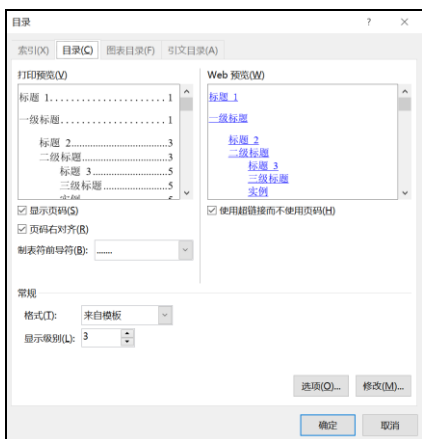 目录 ? ×
索引(X) 目录(C) 图表目录(F) 引文目录(A)
打印预览(V) Web 预览(W)
标题 1......................1 标题 1
一级标题......................1 一级标题
标题 2......................3 标题 2
二级标题......................3 二级标题
标题 3......................5 标题 3
三级标题......................5 三级标题
实例
显示页码(S) 使用超链接而不使用页码(H)
页码右对齐(R)
制表符前导符(B): .......
常规
格式(T): 来自模板
显示级别(L): 3
选项(O)... 修改(M)...
确定 取消